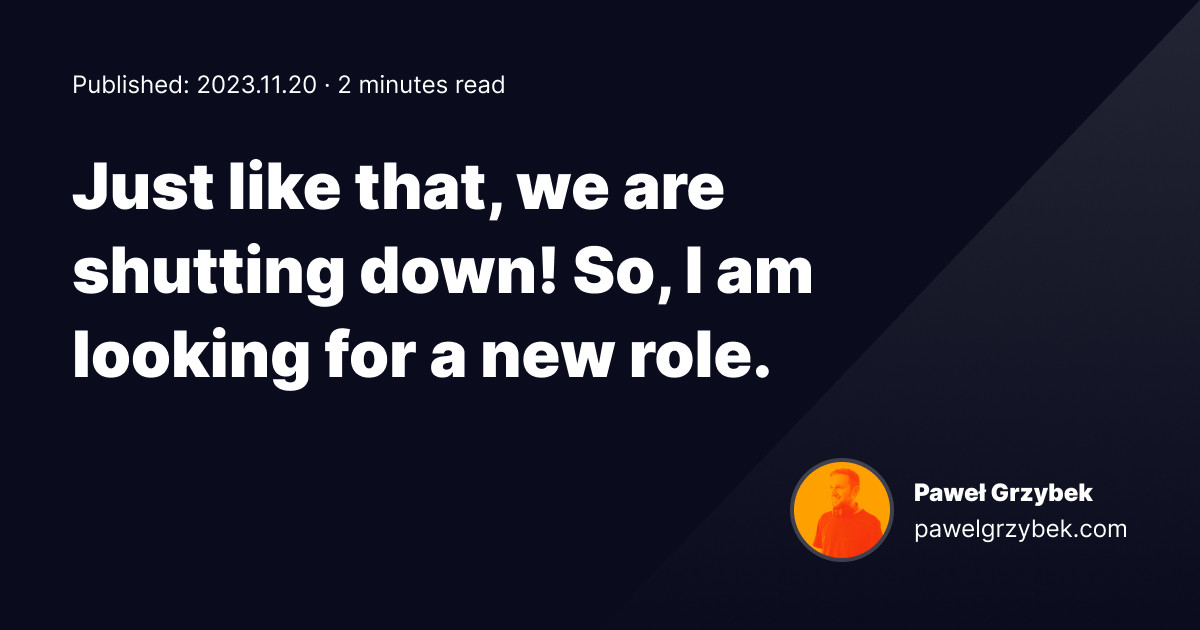 Published: 2023.11.20 · 2 minutes read
Just like that, we are
shutting down! So, I am
looking for a new role.
Paweł Grzybek
pawelgrzybek.com